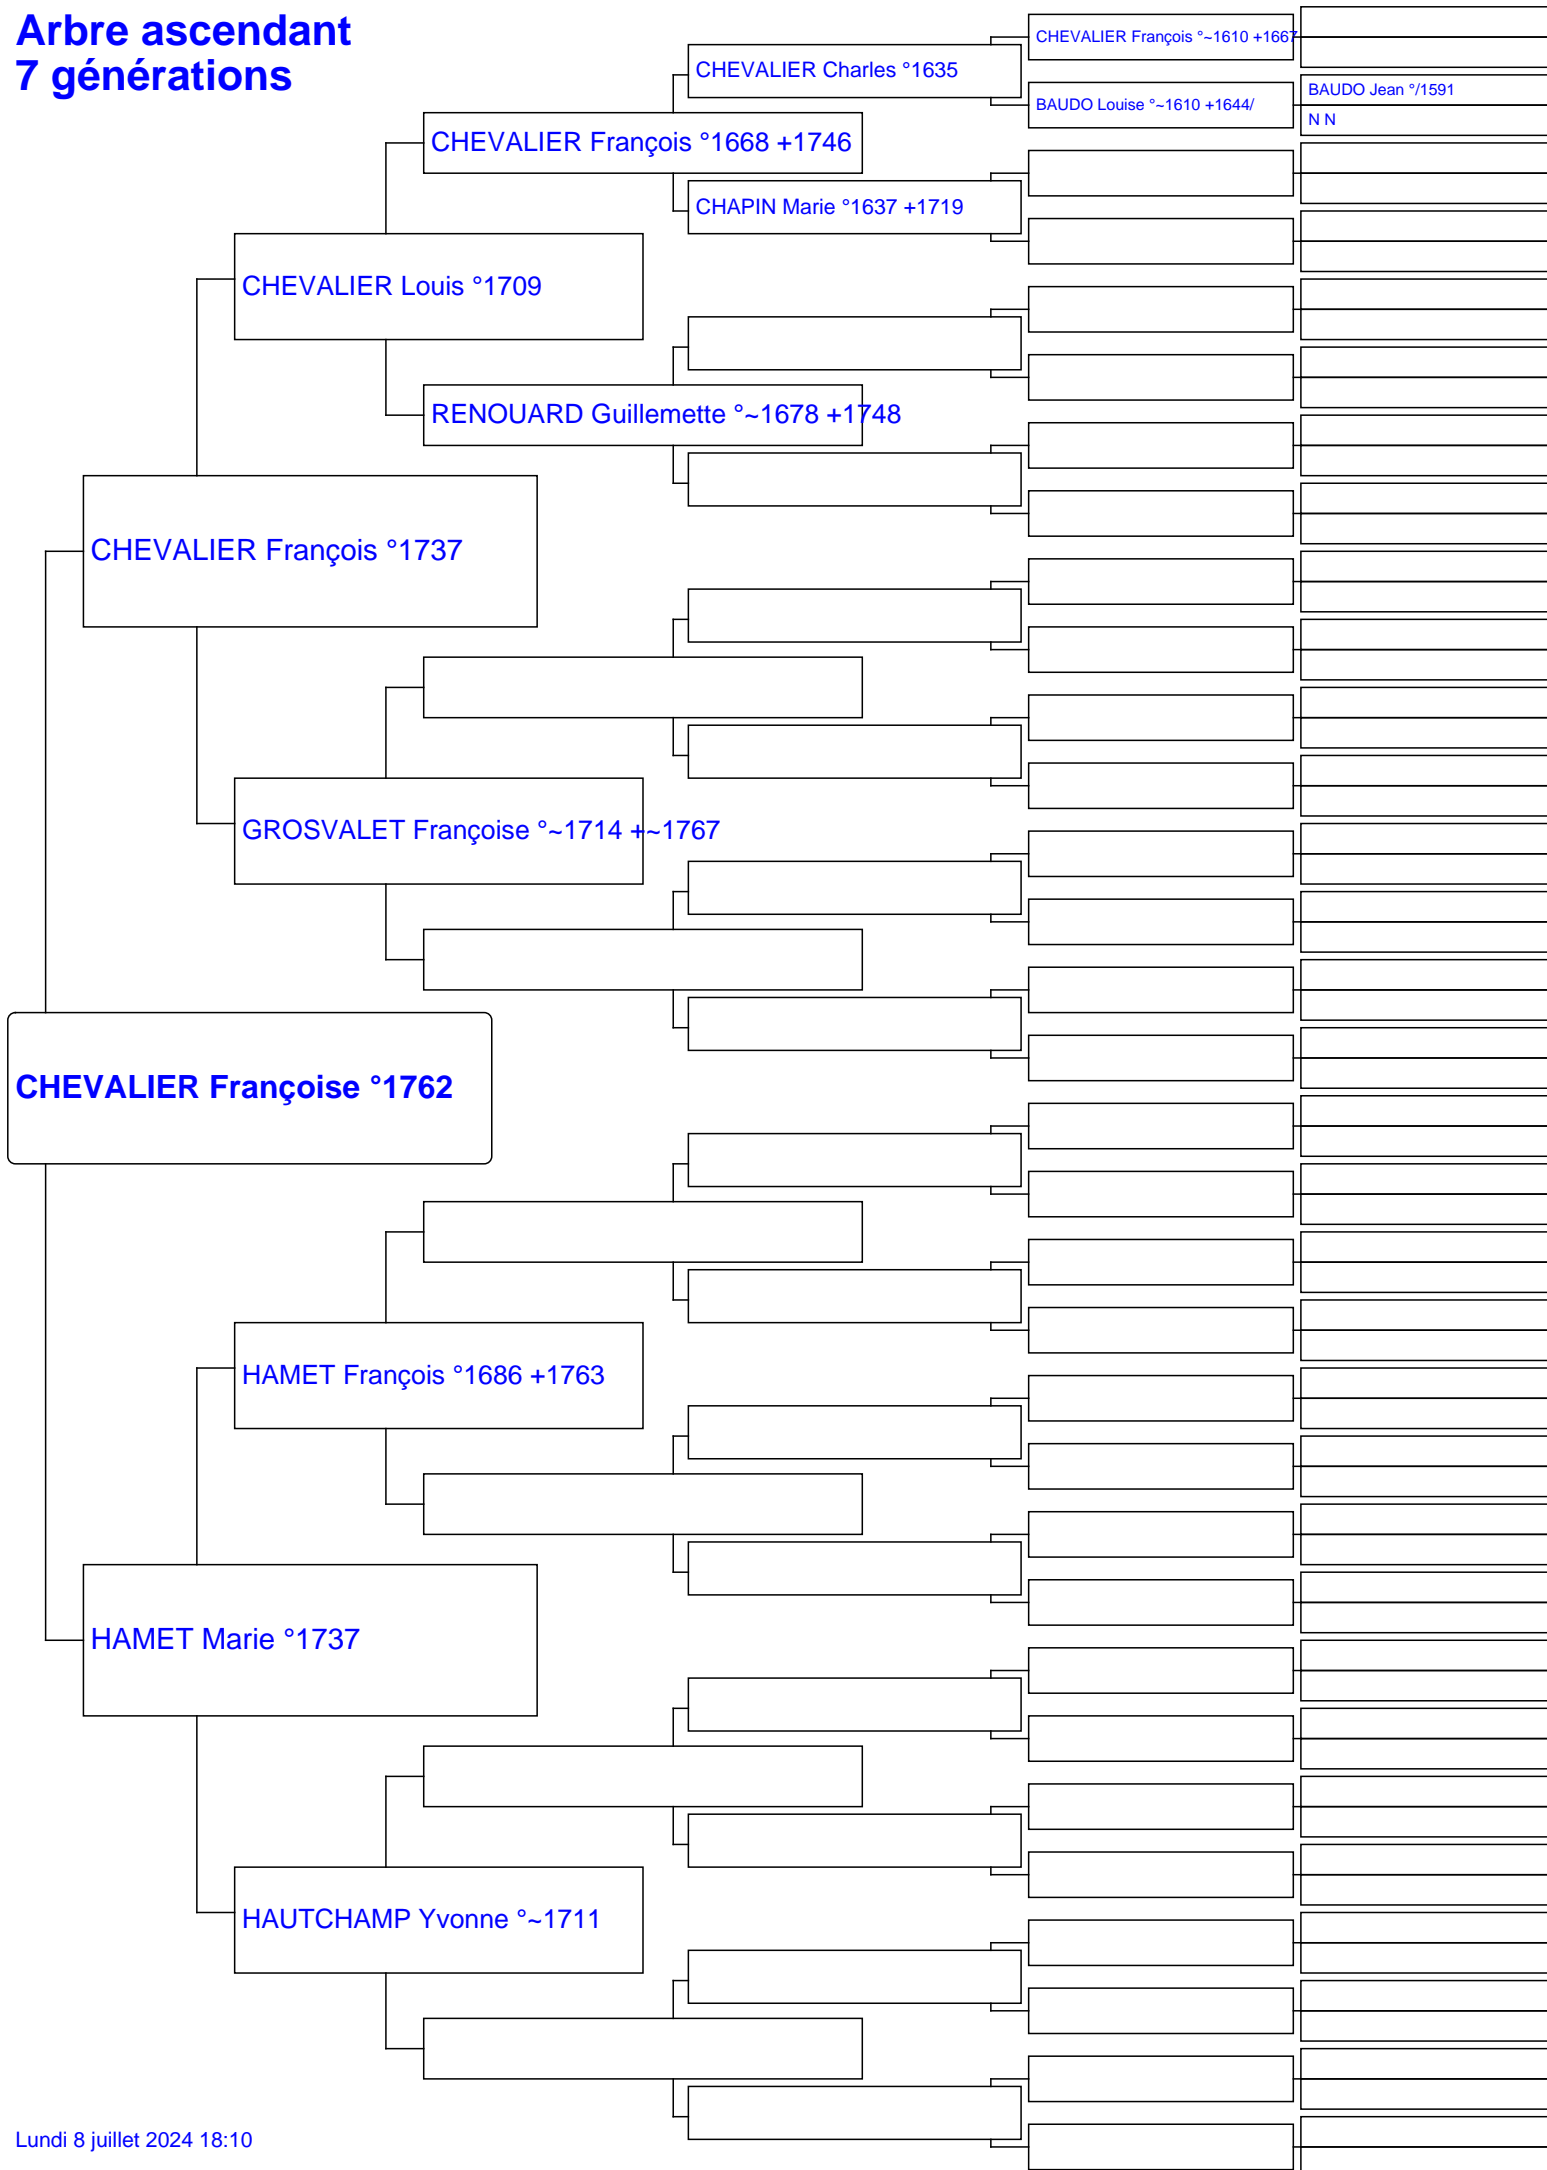 Arbre ascendant
7 générations
CHEVALIER François °~1610 +1667
CHEVALIER Charles °1635
BAUDO Jean °/1591
BAUDO Louise °~1610 +1644/
N N
CHEVALIER François °1668 +1746
CHAPIN Marie °1637 +1719
CHEVALIER Louis °1709
RENOUARD Guillemette °~1678 +1748
CHEVALIER François °1737
GROSVALET Françoise °~1714 +~1767
CHEVALIER Françoise °1762
HAMET François °1686 +1763
HAMET Marie °1737
HAUTCHAMP Yvonne °~1711
Lundi 8 juillet 2024 18:10